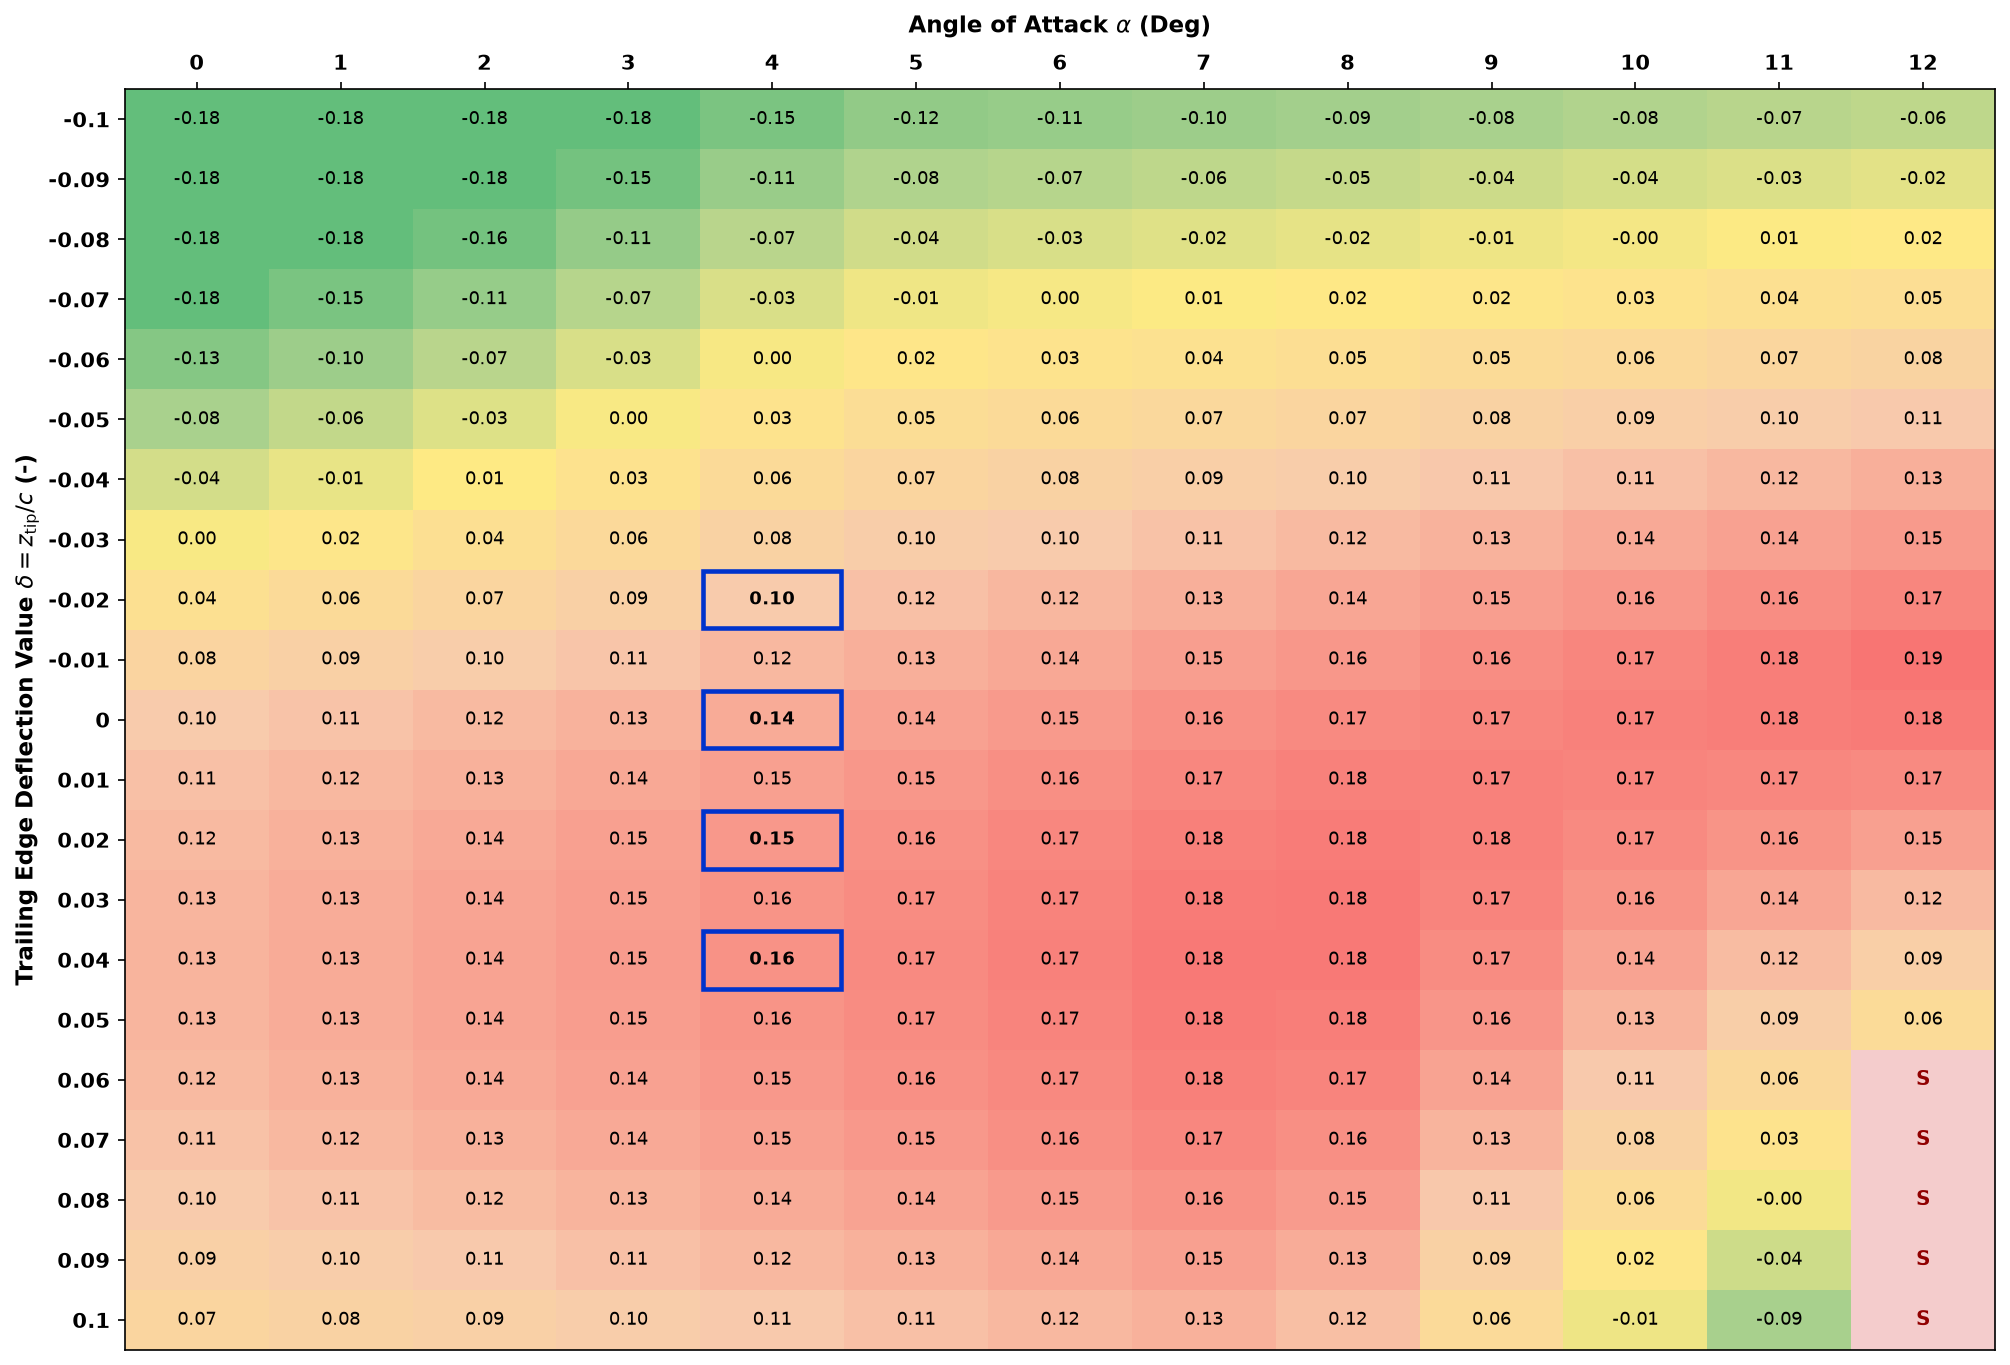 Angle of Attack α (Deg)
0 1 2 3 4 5 6 7 8 9 10 11 12
Trailing Edge Deflection Value δ = z_tip/c (-)
-0.1 -0.18 -0.18 -0.18 -0.18 -0.15 -0.12 -0.11 -0.10 -0.09 -0.08 -0.08 -0.07 -0.06
-0.09 -0.18 -0.18 -0.18 -0.15 -0.11 -0.08 -0.07 -0.06 -0.05 -0.04 -0.04 -0.03 -0.02
-0.08 -0.18 -0.18 -0.16 -0.11 -0.07 -0.04 -0.03 -0.02 -0.02 -0.01 -0.00 0.01 0.02
-0.07 -0.18 -0.15 -0.11 -0.07 -0.03 -0.01 0.00 0.01 0.02 0.02 0.03 0.04 0.05
-0.06 -0.13 -0.10 -0.07 -0.03 0.00 0.02 0.03 0.04 0.05 0.05 0.06 0.07 0.08
-0.05 -0.08 -0.06 -0.03 0.00 0.03 0.05 0.06 0.07 0.07 0.08 0.09 0.10 0.11
-0.04 -0.04 -0.01 0.01 0.03 0.06 0.07 0.08 0.09 0.10 0.11 0.11 0.12 0.13
-0.03 0.00 0.02 0.04 0.06 0.08 0.10 0.10 0.11 0.12 0.13 0.14 0.14 0.15
-0.02 0.04 0.06 0.07 0.09 0.10 0.12 0.12 0.13 0.14 0.15 0.16 0.16 0.17
-0.01 0.08 0.09 0.10 0.11 0.12 0.13 0.14 0.15 0.16 0.16 0.17 0.18 0.19
0 0.10 0.11 0.12 0.13 0.14 0.14 0.15 0.16 0.17 0.17 0.17 0.18 0.18
0.01 0.11 0.12 0.13 0.14 0.15 0.15 0.16 0.17 0.18 0.17 0.17 0.17 0.17
0.02 0.12 0.13 0.14 0.15 0.15 0.16 0.17 0.18 0.18 0.18 0.17 0.16 0.15
0.03 0.13 0.13 0.14 0.15 0.16 0.17 0.17 0.18 0.18 0.17 0.16 0.14 0.12
0.04 0.13 0.13 0.14 0.15 0.16 0.17 0.17 0.18 0.18 0.17 0.14 0.12 0.09
0.05 0.13 0.13 0.14 0.15 0.16 0.17 0.17 0.18 0.18 0.16 0.13 0.09 0.06
0.06 0.12 0.13 0.14 0.14 0.15 0.16 0.17 0.18 0.17 0.14 0.11 0.06 S
0.07 0.11 0.12 0.13 0.14 0.15 0.15 0.16 0.17 0.16 0.13 0.08 0.03 S
0.08 0.10 0.11 0.12 0.13 0.14 0.14 0.15 0.16 0.15 0.11 0.06 -0.00 S
0.09 0.09 0.10 0.11 0.11 0.12 0.13 0.14 0.15 0.13 0.09 0.02 -0.04 S
0.1 0.07 0.08 0.09 0.10 0.11 0.11 0.12 0.13 0.12 0.06 -0.01 -0.09 S